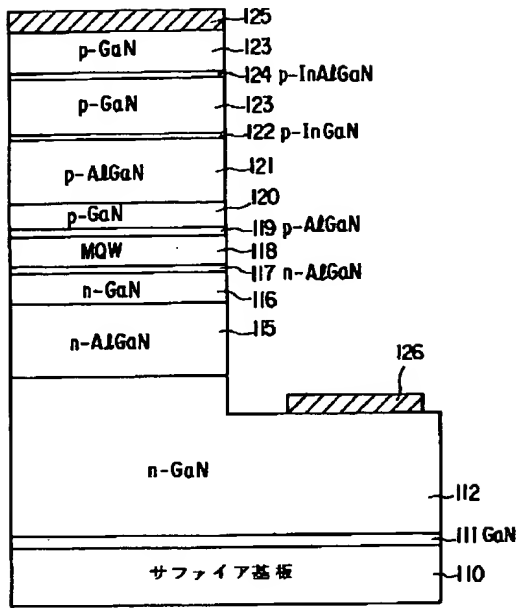 125
p-GaN 123
124 p-InAlGaN
p-GaN 123
122 p-InGaN
p-AlGaN 121
p-GaN 120
119 p-AlGaN
MQW 118
117 n-AlGaN
n-GaN 116
n-AlGaN 115
126
n-GaN 112
111 GaN
サファイア基板 110